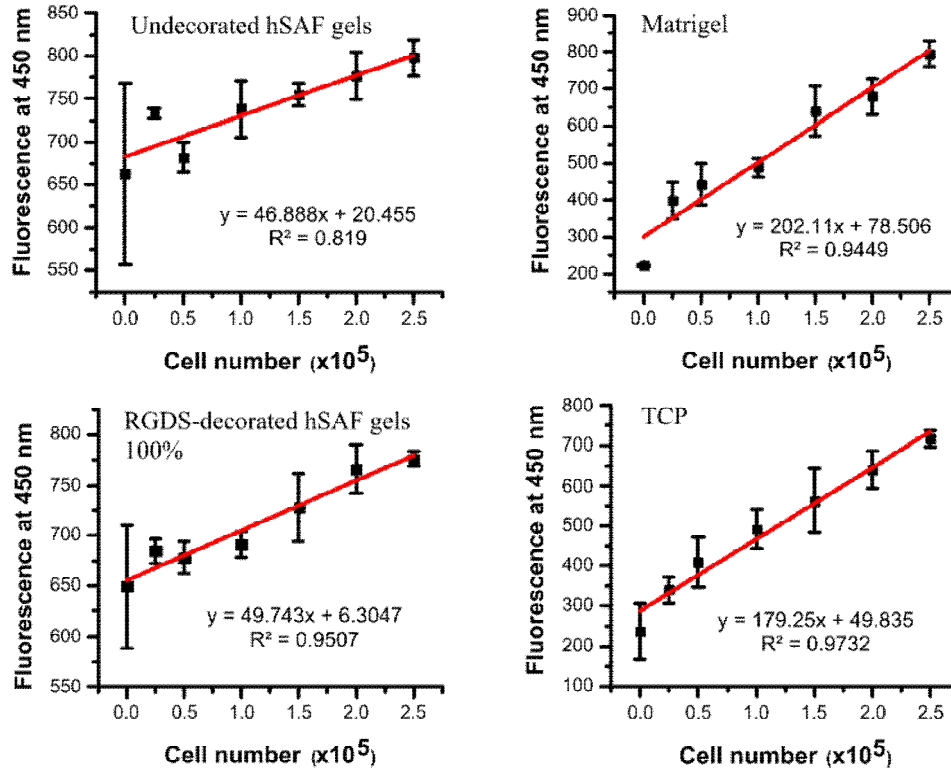 Undecorated hSAF gels
Fluorescence at 450 nm
800
750
700
650
600
550
y = 46.888x + 20.455
R² = 0.819
0.0 0.5 1.0 1.5 2.0 2.5
Cell number (x10⁵)
Matrigel
Fluorescence at 450 nm
900
800
700
600
500
400
300
200
y = 202.11x + 78.506
R² = 0.9449
0.0 0.5 1.0 1.5 2.0 2.5
Cell number (x10⁵)
RGDS-decorated hSAF gels
100%
Fluorescence at 450 nm
800
750
700
650
600
550
y = 49.743x + 6.3047
R² = 0.9507
0.0 0.5 1.0 1.5 2.0 2.5
Cell number (x10⁵)
TCP
Fluorescence at 450 nm
800
700
600
500
400
300
200
100
y = 179.25x + 49.835
R² = 0.9732
0.0 0.5 1.0 1.5 2.0 2.5
Cell number (x10⁵)